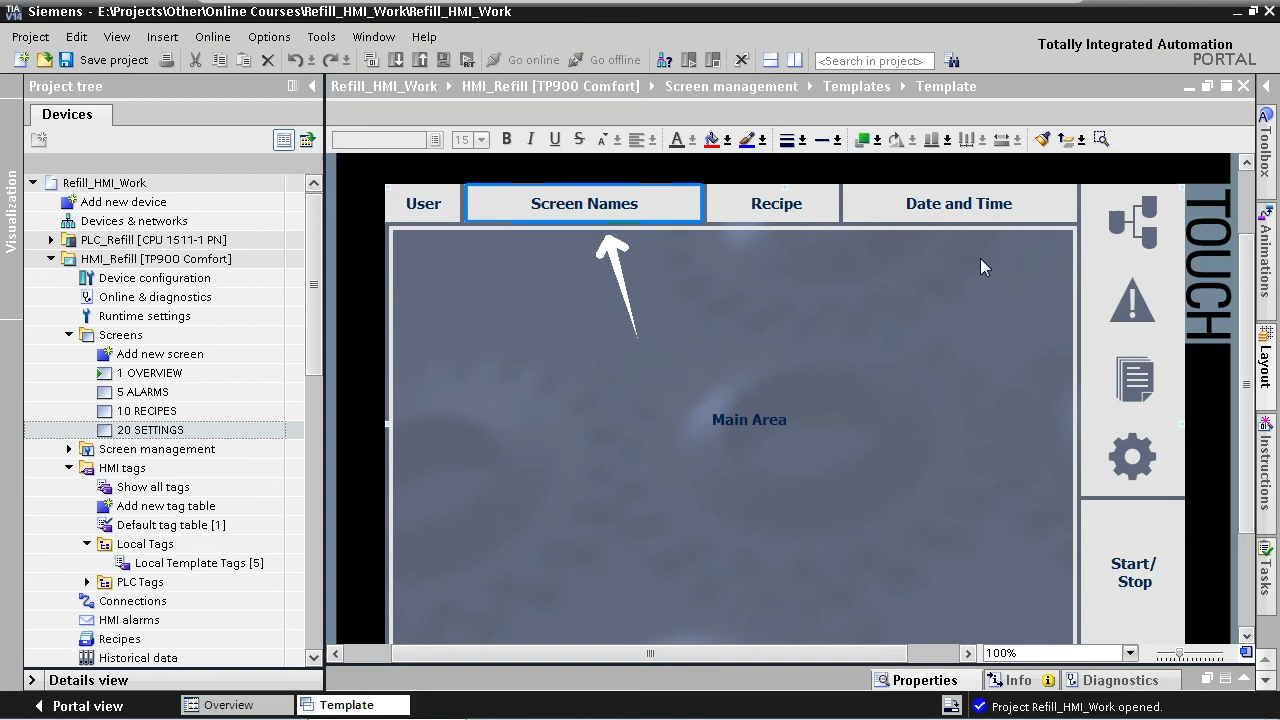 TIA
V14
Siemens - E:\Projects\Other\Online Courses\Refill_HMI_Work\Refill_HMI_Work
Project Edit View Insert Online Options Tools Window Help
Totally Integrated Automation
PORTAL
Save project
Go online
Go offline
<Search in project>
Project tree
Refill_HMI_Work
HMI_Refill [TP900 Comfort]
Screen management
Templates
Template
Devices
Visualization
15
B I U S A
Refill_HMI_Work
Add new device
Devices & networks
PLC_Refill [CPU 1511-1 PN]
HMI_Refill [TP900 Comfort]
Device configuration
Online & diagnostics
Runtime settings
Screens
Add new screen
1 OVERVIEW
5 ALARMS
10 RECIPES
20 SETTINGS
Screen management
HMI tags
Show all tags
Add new tag table
Default tag table [1]
Local Tags
Local Template Tags [5]
PLC Tags
Connections
HMI alarms
Recipes
Historical data
User
Screen Names
Recipe
Date and Time
TOUCH
Main Area
Start/
Stop
Toolbox
Animations
Layout
Instructions
Tasks
100%
Details view
Properties
Info
Diagnostics
Portal view
Overview
Template
Project Refill_HMI_Work opened.